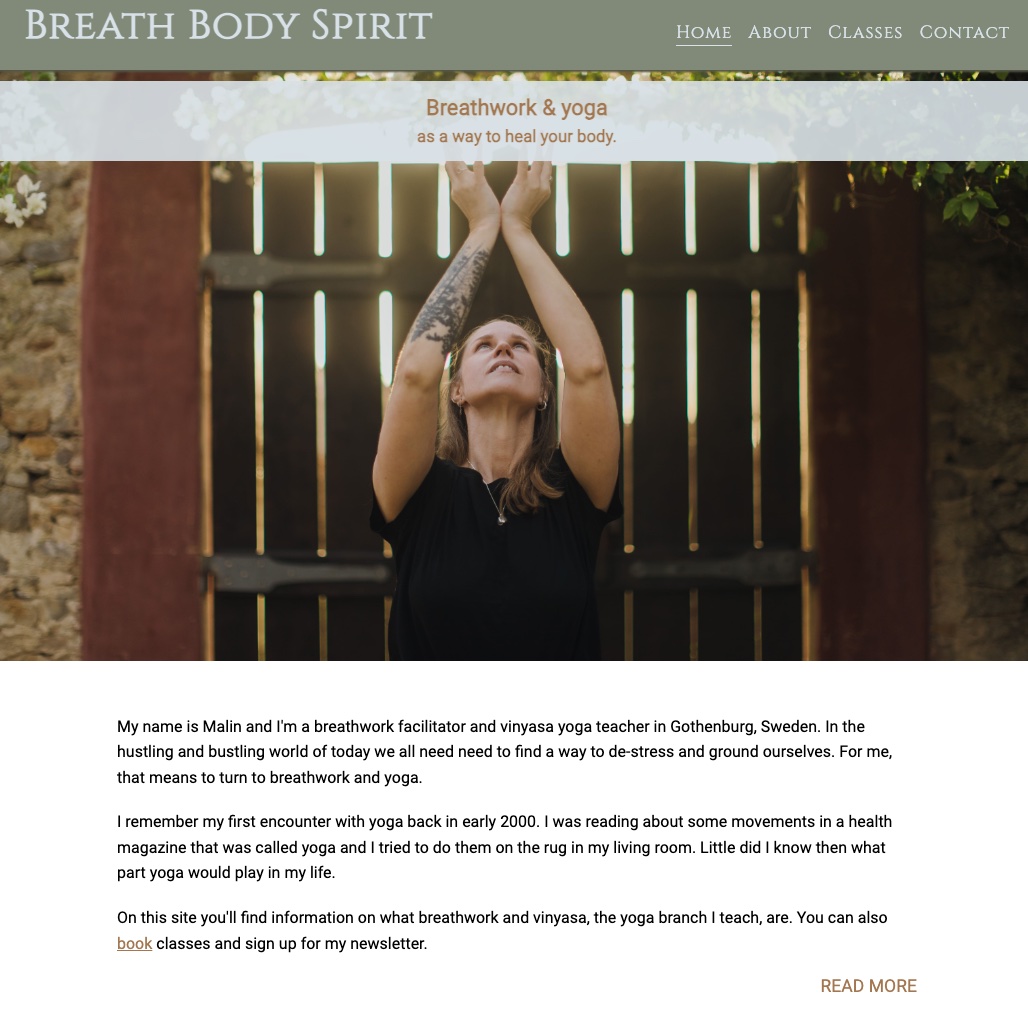 Breath Body Spirit
Home About Classes Contact
Breathwork & yoga
as a way to heal your body.
My name is Malin and I'm a breathwork facilitator and vinyasa yoga teacher in Gothenburg, Sweden. In the
hustling and bustling world of today we all need need to find a way to de-stress and ground ourselves. For me,
that means to turn to breathwork and yoga.
I remember my first encounter with yoga back in early 2000. I was reading about some movements in a health
magazine that was called yoga and I tried to do them on the rug in my living room. Little did I know then what
part yoga would play in my life.
On this site you'll find information on what breathwork and vinyasa, the yoga branch I teach, are. You can also
book classes and sign up for my newsletter.
READ MORE